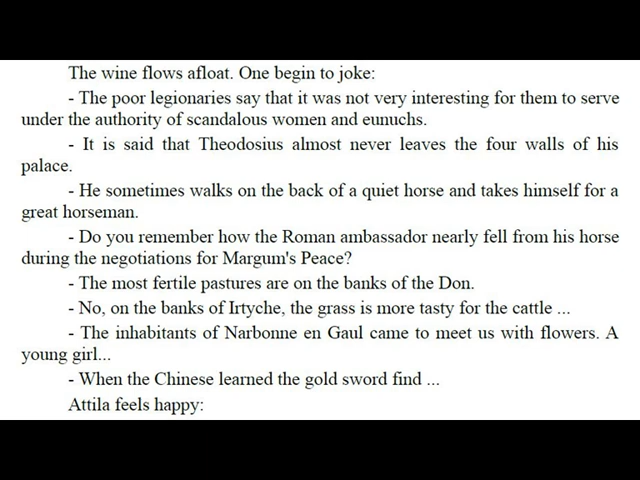 The wine flows afloat. One begin to joke:
- The poor legionaries say that it was not very interesting for them to serve
under the authority of scandalous women and eunuchs.
- It is said that Theodosius almost never leaves the four walls of his
palace.
- He sometimes walks on the back of a quiet horse and takes himself for a
great horseman.
- Do you remember how the Roman ambassador nearly fell from his horse
during the negotiations for Margum's Peace?
- The most fertile pastures are on the banks of the Don.
- No, on the banks of Irtyche, the grass is more tasty for the cattle ...
- The inhabitants of Narbonne en Gaul came to meet us with flowers. A
young girl...
- When the Chinese learned the gold sword find ...
Attila feels happy: